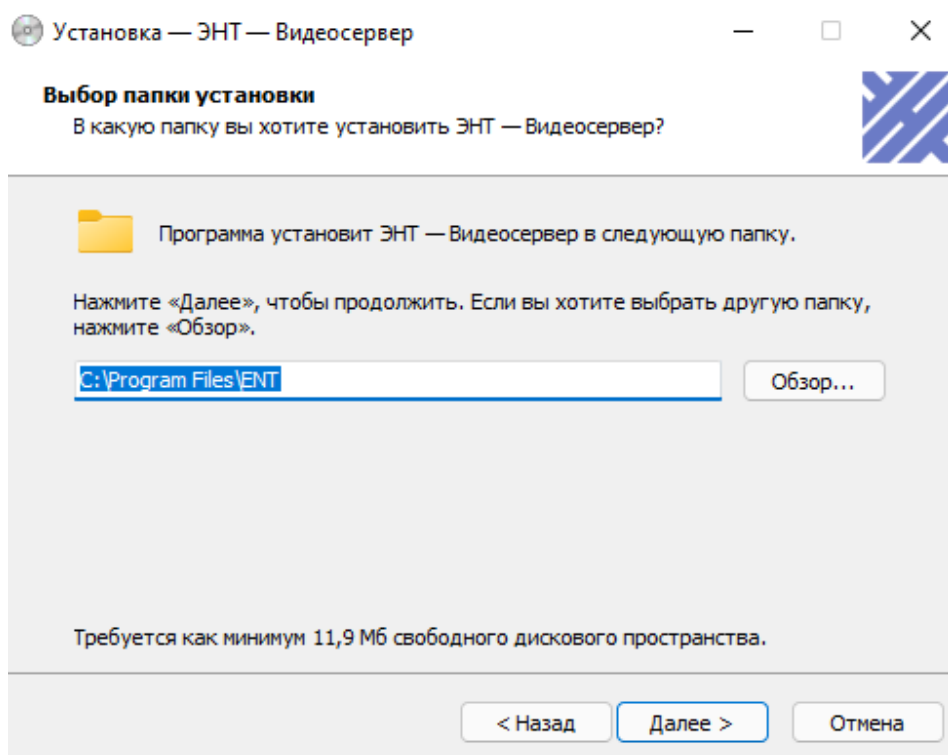 Установка — ЭНТ — Видеосервер
Выбор папки установки
В какую папку вы хотите установить ЭНТ — Видеосервер?
Программа установит ЭНТ — Видеосервер в следующую папку.
Нажмите «Далее», чтобы продолжить. Если вы хотите выбрать другую папку,
нажмите «Обзор».
C:\Program Files\ENT
Обзор...
Требуется как минимум 11,9 Мб свободного дискового пространства.
< Назад
Далее >
Отмена